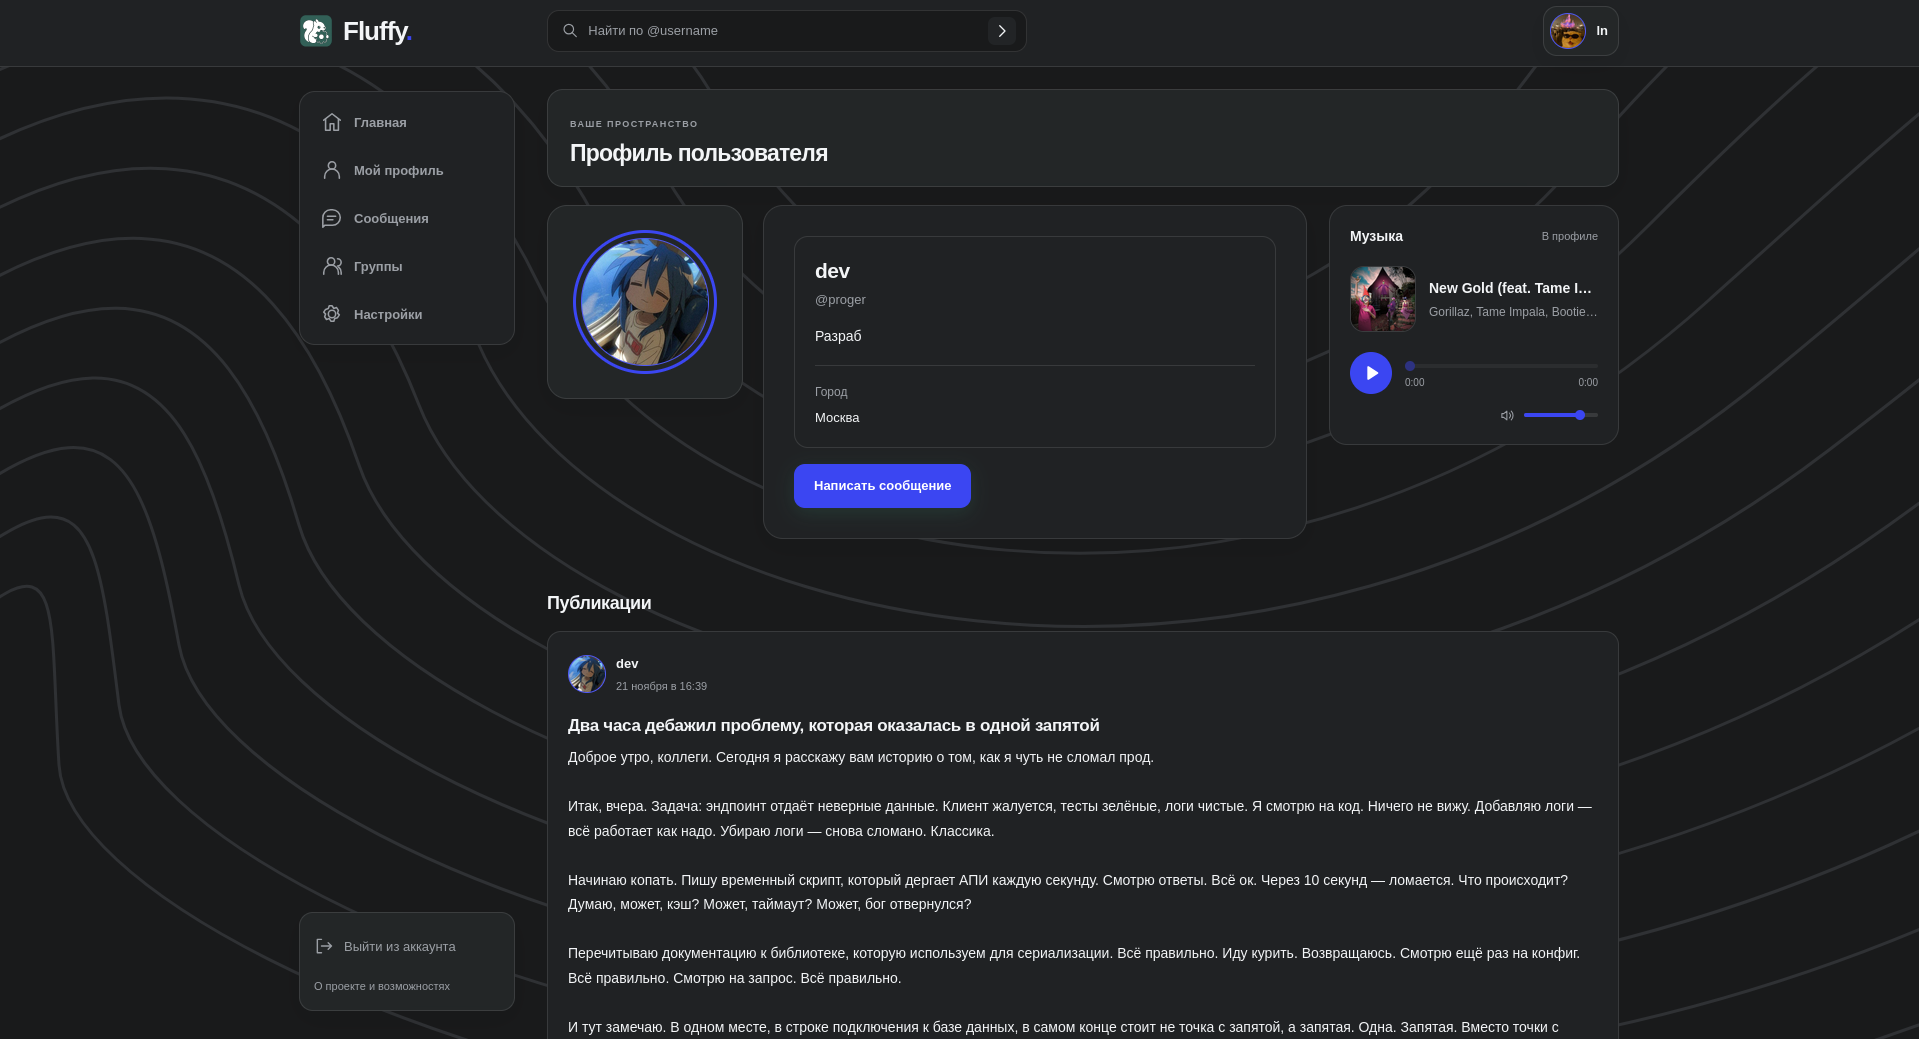 Fluffy.
Найти по @username
In
Главная
Мой профиль
Сообщения
Группы
Настройки
ВАШЕ ПРОСТРАНСТВО
Профиль пользователя
dev
@proger
Разраб
Город
Москва
Написать сообщение
Музыка
В профиле
New Gold (feat. Tame I…
Gorillaz, Tame Impala, Bootie…
0:00
0:00
Публикации
dev
21 ноября в 16:39
Два часа дебажил проблему, которая оказалась в одной запятой
Доброе утро, коллеги. Сегодня я расскажу вам историю о том, как я чуть не сломал прод.
Итак, вчера. Задача: эндпоинт отдаёт неверные данные. Клиент жалуется, тесты зелёные, логи чистые. Я смотрю на код. Ничего не вижу. Добавляю логи —
всё работает как надо. Убираю логи — снова сломано. Классика.
Начинаю копать. Пишу временный скрипт, который дергает АПИ каждую секунду. Смотрю ответы. Всё ок. Через 10 секунд — ломается. Что происходит?
Думаю, может, кэш? Может, таймаут? Может, бог отвернулся?
Перечитываю документацию к библиотеке, которую используем для сериализации. Всё правильно. Иду курить. Возвращаюсь. Смотрю ещё раз на конфиг.
Всё правильно. Смотрю на запрос. Всё правильно.
И тут замечаю. В одном месте, в строке подключения к базе данных, в самом конце стоит не точка с запятой, а запятая. Одна. Запятая. Вместо точки с
Выйти из аккаунта
О проекте и возможностях